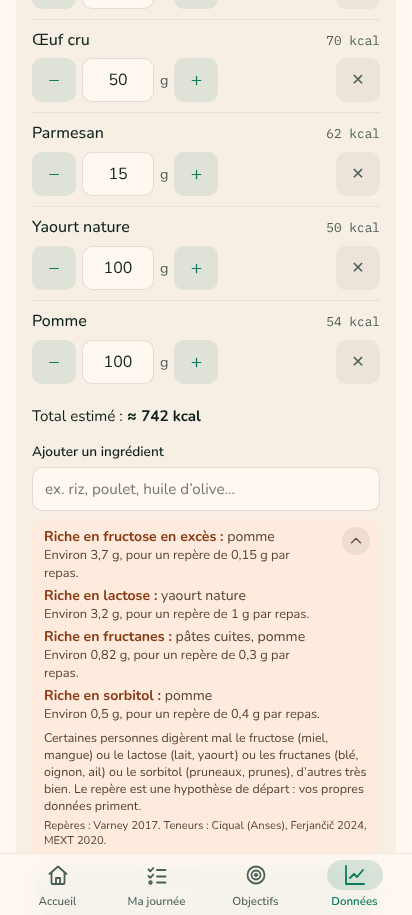 Œuf cru 70 kcal
− 50 g + ✕
Parmesan 62 kcal
− 15 g + ✕
Yaourt nature 50 kcal
− 100 g + ✕
Pomme 54 kcal
− 100 g + ✕
Total estimé : ≈ 742 kcal
Ajouter un ingrédient
ex. riz, poulet, huile d’olive…
Riche en fructose en excès : pomme
Environ 3,7 g, pour un repère de 0,15 g par
repas.
Riche en lactose : yaourt nature
Environ 3,2 g, pour un repère de 1 g par repas.
Riche en fructanes : pâtes cuites, pomme
Environ 0,82 g, pour un repère de 0,3 g par
repas.
Riche en sorbitol : pomme
Environ 0,5 g, pour un repère de 0,4 g par repas.
Certaines personnes digèrent mal le fructose (miel,
mangue) ou le lactose (lait, yaourt) ou les fructanes (blé,
oignon, ail) ou le sorbitol (pruneaux, prunes), d’autres très
bien. Le repère est une hypothèse de départ : vos propres
données priment.
Repères : Varney 2017. Teneurs : Ciqual (Anses), Ferjančič 2024,
MEXT 2020.
Accueil Ma journée Objectifs Données